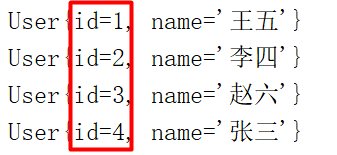 User{id=1, name='王五'}
User{id=2, name='李四'}
User{id=3, name='赵六'}
User{id=4, name='张三'}